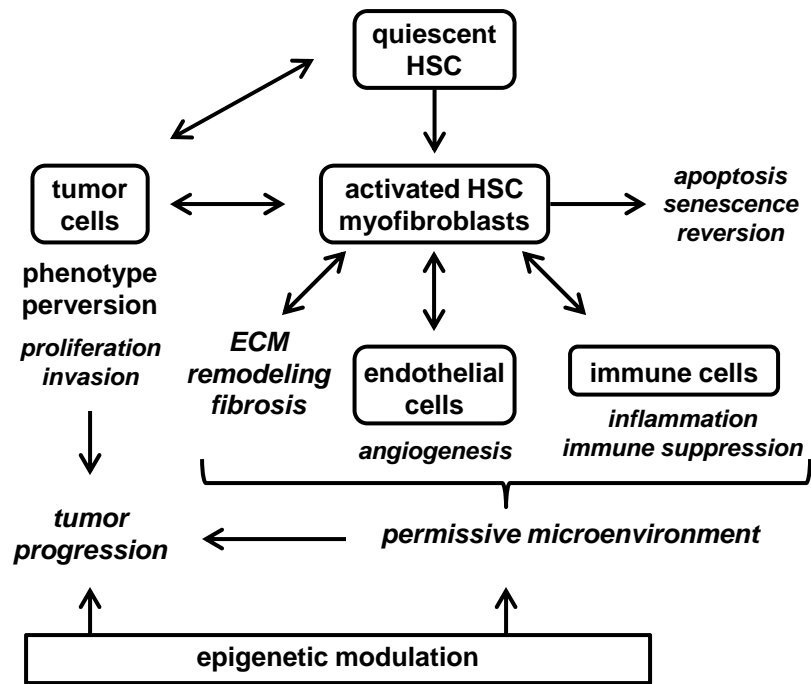 quiescent
HSC
tumor
cells
activated HSC
myofibroblasts
apoptosis
senescence
reversion
phenotype
perversion
proliferation
invasion
ECM
remodeling
fibrosis
endothelial
cells
angiogenesis
immune cells
inflammation
immune suppression
tumor
progression
permissive microenvironment
epigenetic modulation